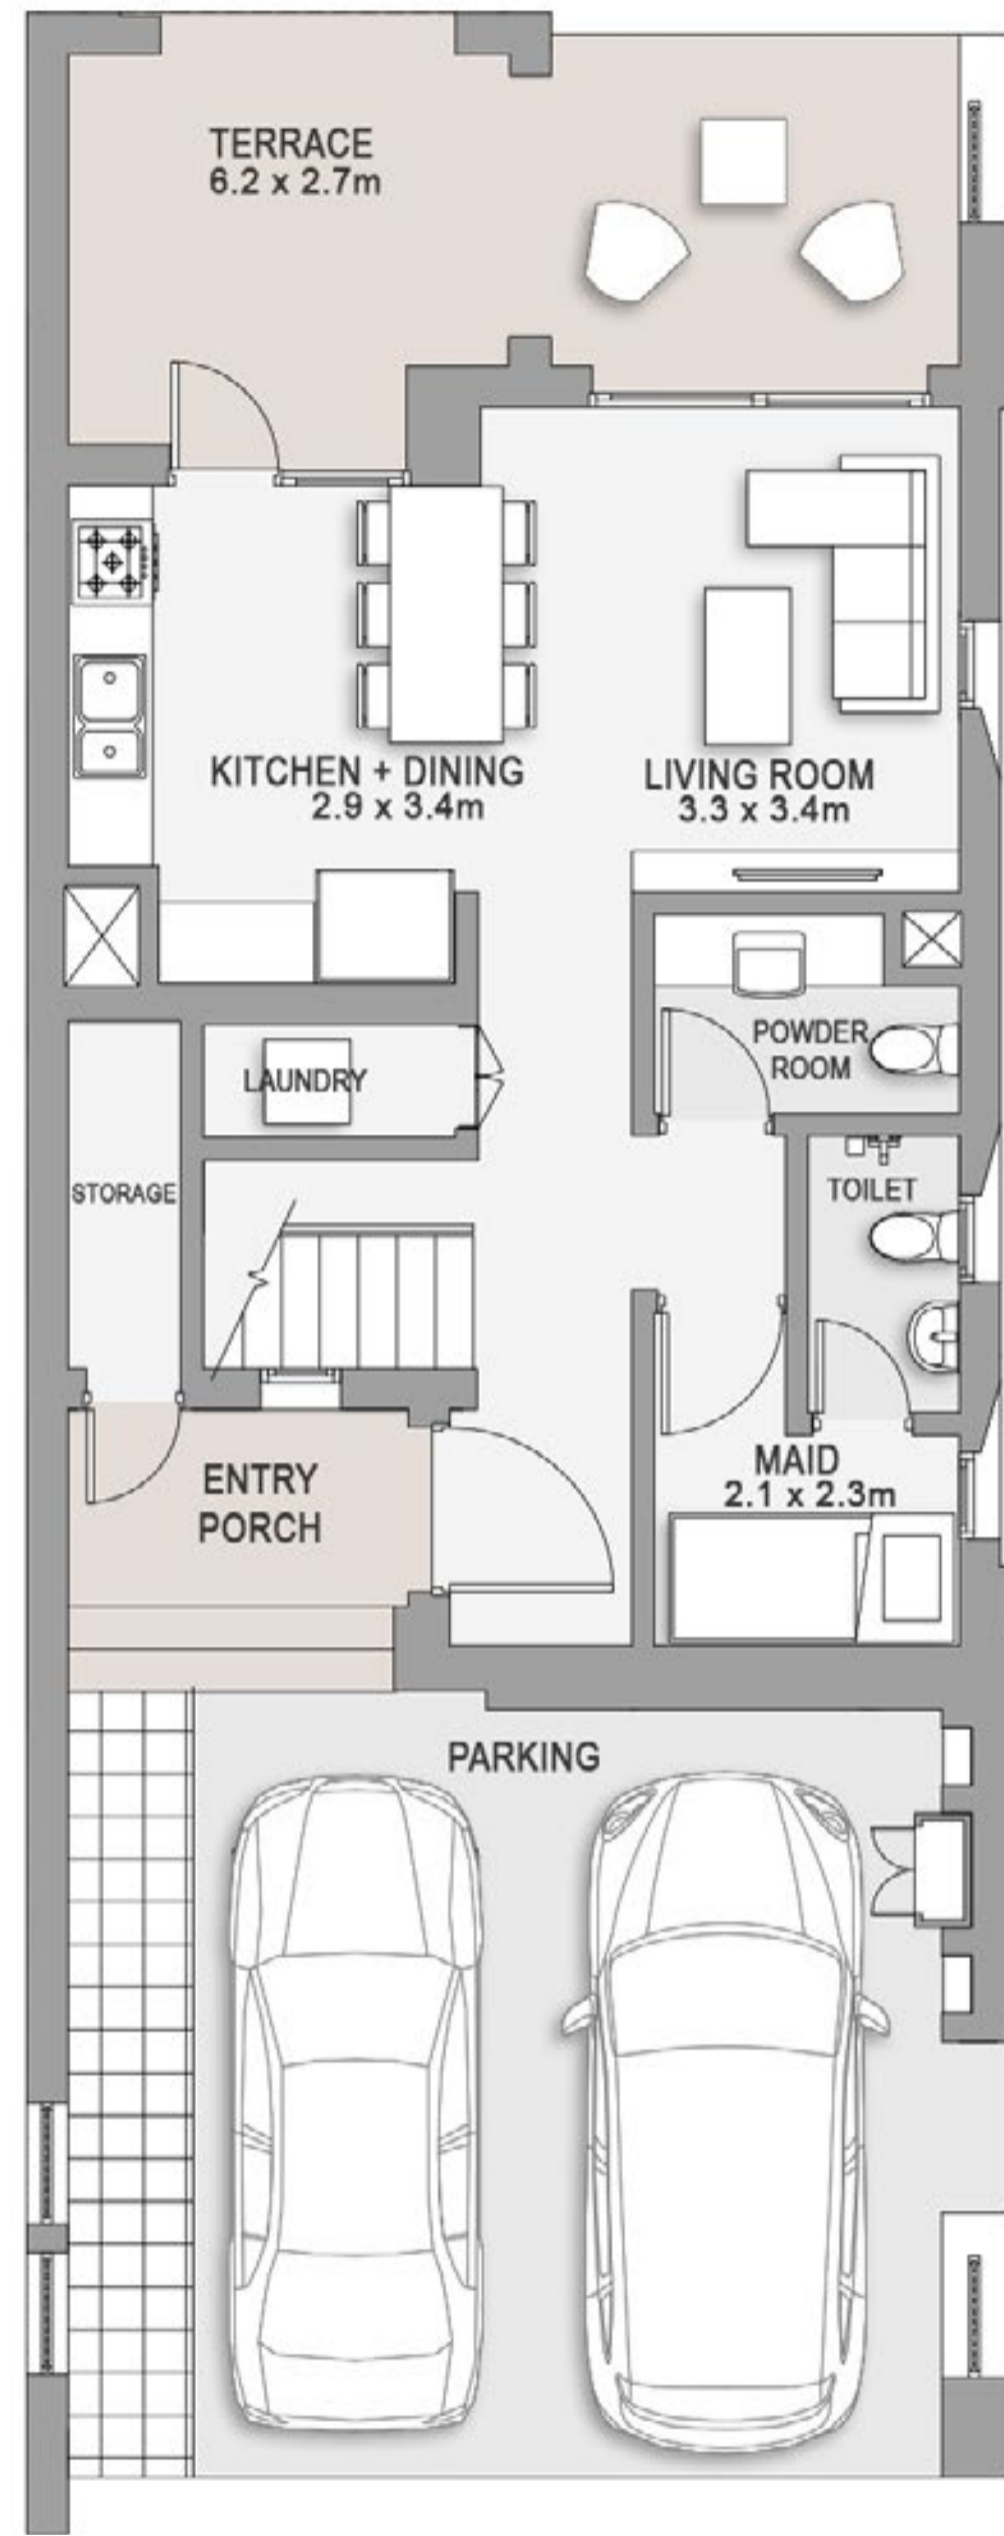 TERRACE
6.2 x 2.7m
KITCHEN + DINING
2.9 x 3.4m
LIVING ROOM
3.3 x 3.4m
POWDER
ROOM
LAUNDRY
STORAGE
TOILET
ENTRY
PORCH
MAID
2.1 x 2.3m
PARKING